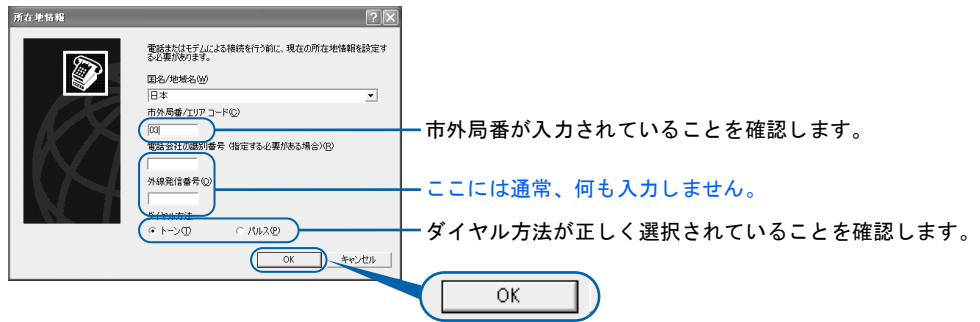 所在地情報
電話またはモデムによる接続を行う前に、現在の所在地情報を設定す
る必要があります。
国名/地域名(W)
日本
市外局番/エリア コード(C)
03
市外局番が入力されていることを確認します。
電話会社の識別番号 (指定する必要がある場合)(R)
外線発信番号(O)
ここには通常、何も入力しません。
ダイヤル方法
トーン(T)
パルス(P)
ダイヤル方法が正しく選択されていることを確認します。
OK
キャンセル
OK